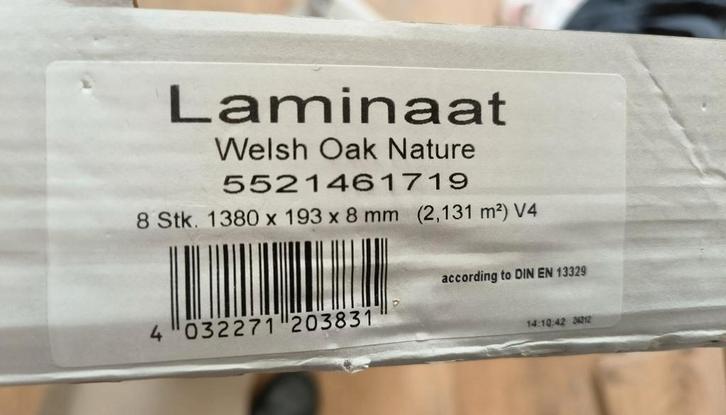 Laminaat
Welsh Oak Nature
5521461719
8 Stk. 1380 x 193 x 8 mm (2,131 m²) V4
according to DIN EN 13329
4 032271 203831
14:10:42